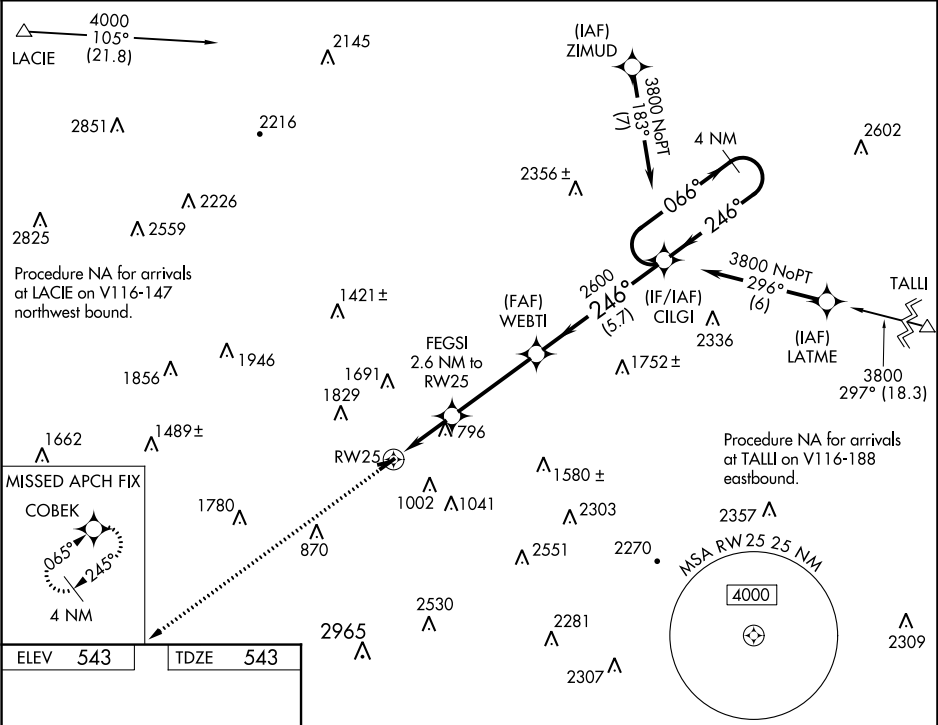 4000
105°
(21.8)
LACIE
2145
(IAF)
ZIMUD
3800 NoPT
183°
(7)
4 NM
2851
2216
2602
2356 ±
066°
246°
2226
2825
2559
Procedure NA for arrivals
at LACIE on V116-147
northwest bound.
3800 NoPT
296°
(6)
TALLI
2600
246°
(5.7)
(IF/IAF)
CILGI
1421 ±
(FAF)
WEBTI
2336
(IAF)
LATME
FEGSI
2.6 NM to
RW25
1946
1856
1691
1752 ±
3800
297° (18.3)
1829
796
1662
1489 ±
Procedure NA for arrivals
at TALLI on V116-188
eastbound.
RW25
1580 ±
MISSED APCH FIX
COBEK
065°
245°
4 NM
1002
1041
1780
870
2303
2357
2551
2270
MSA RW 25 25 NM
4000
2530
2965
2281
2309
2307
ELEV 543
TDZE 543